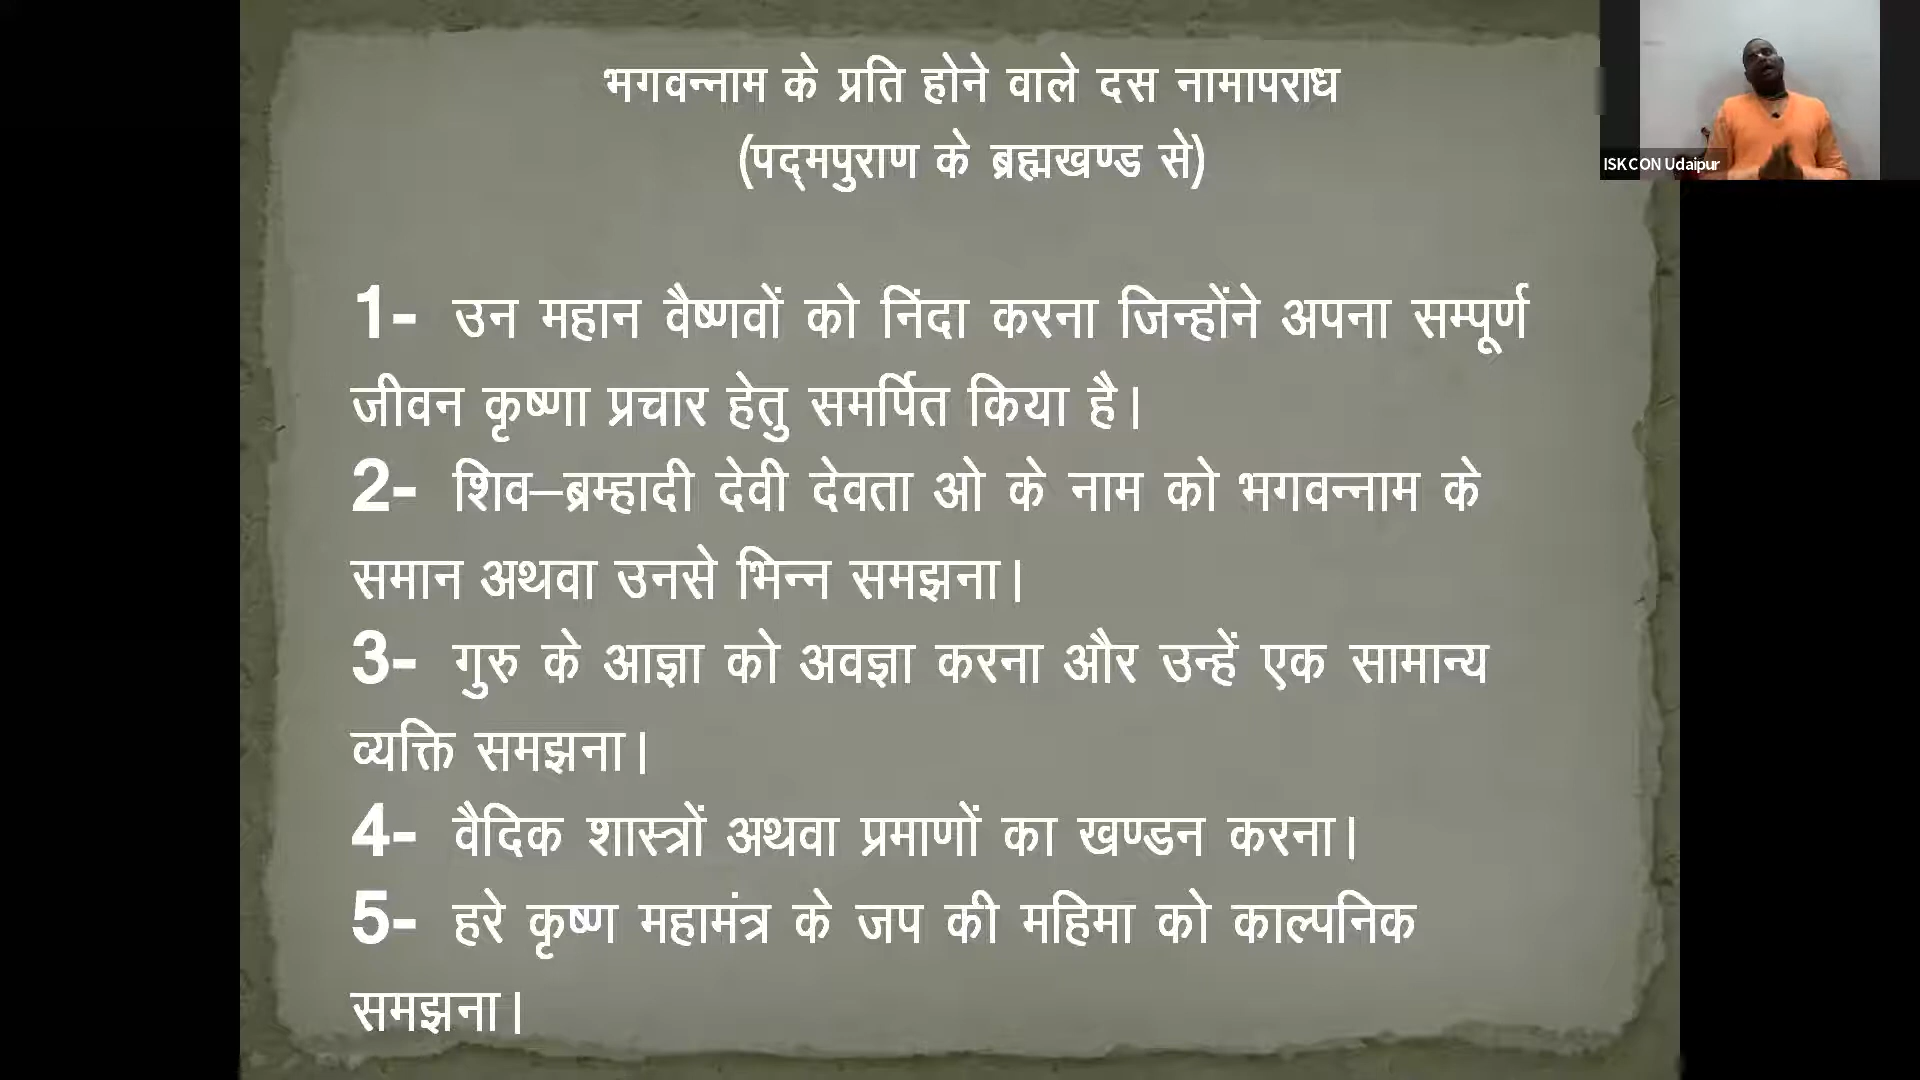 भगवन्नाम के प्रति होने वाले दस नामापराध
(पद्मपुराण के ब्रह्मखण्ड से)
1- उन महान वैष्णवों को निंदा करना जिन्होंने अपना सम्पूर्ण
जीवन कृष्णा प्रचार हेतु समर्पित किया है।
2- शिव–ब्रम्हादी देवी देवता ओ के नाम को भगवन्नाम के
समान अथवा उनसे भिन्न समझना।
3- गुरु के आज्ञा को अवज्ञा करना और उन्हें एक सामान्य
व्यक्ति समझना।
4- वैदिक शास्त्रों अथवा प्रमाणों का खण्डन करना।
5- हरे कृष्ण महामंत्र के जप की महिमा को काल्पनिक
समझना।
ISKCON Udaipur